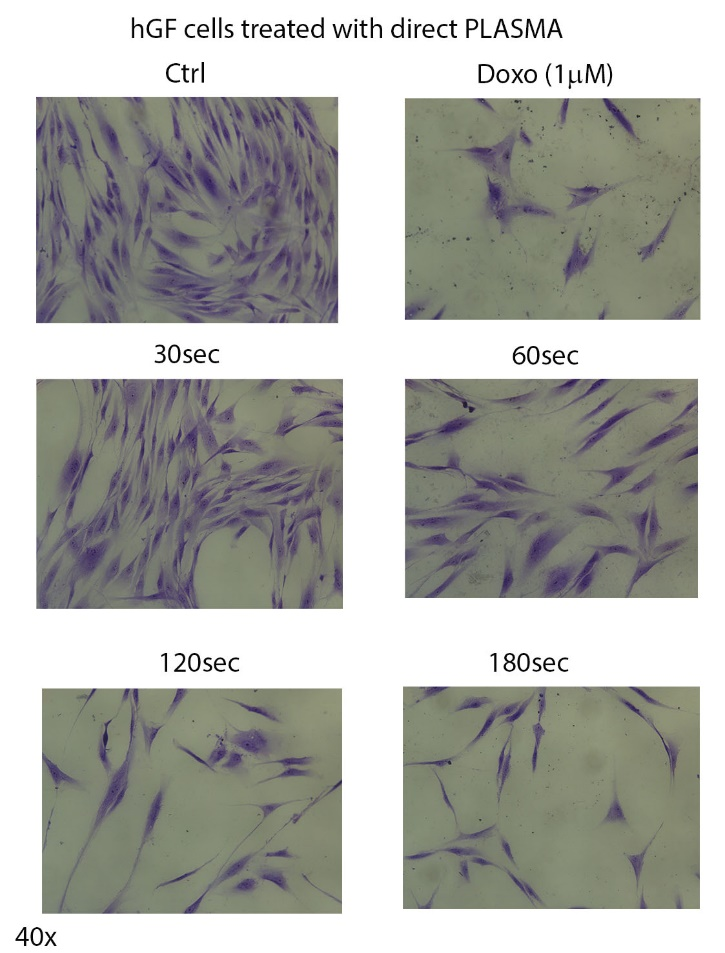 hGF cells treated with direct PLASMA
Ctrl
Doxo (1μM)
30sec
60sec
120sec
180sec
40x